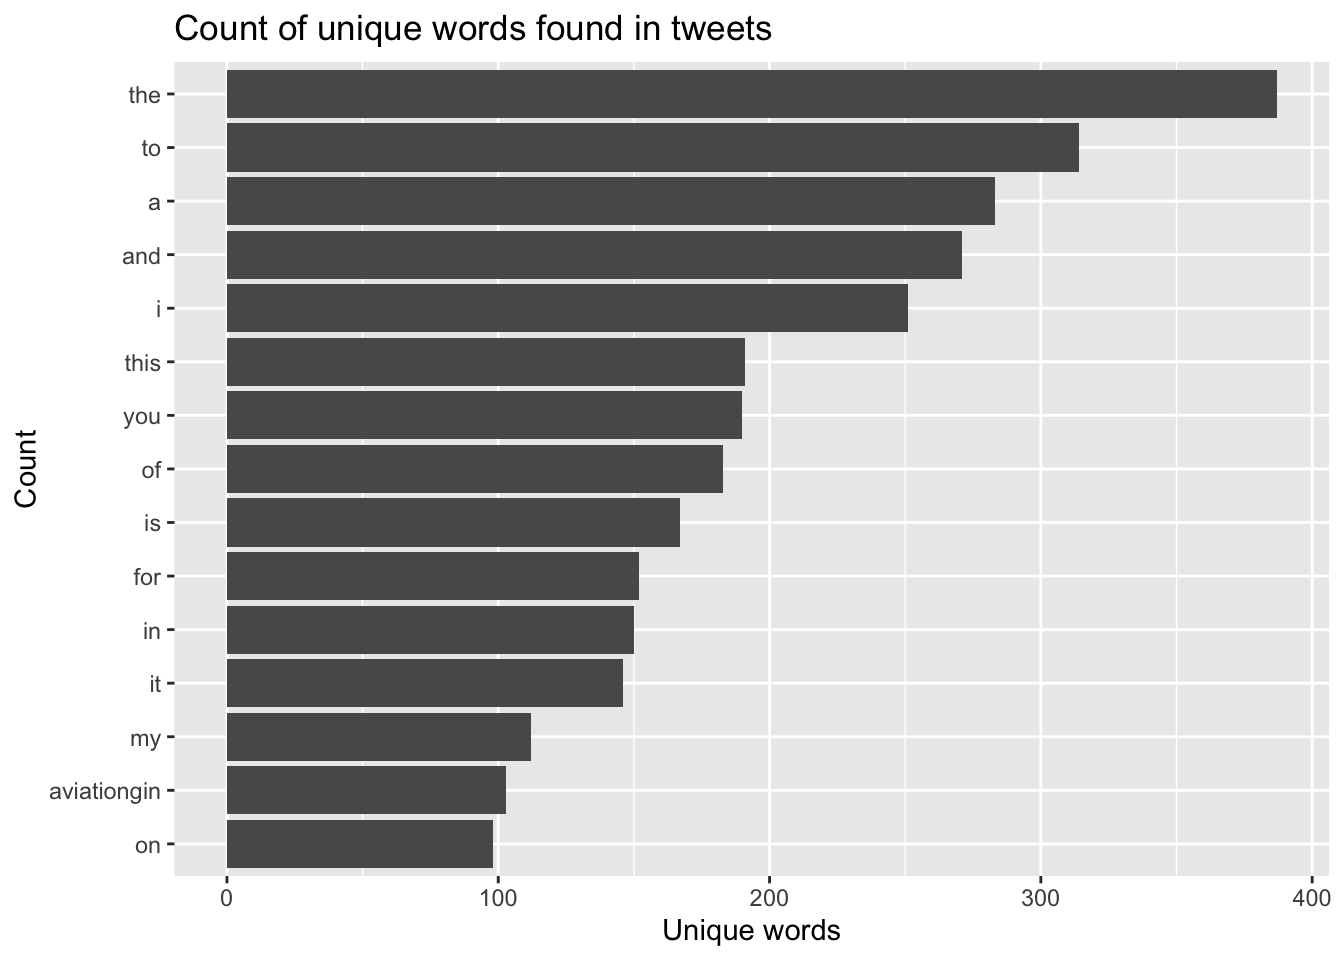 Count of unique words found in tweets
the
to
a
and
i
this
you
of
is
for
in
it
my
aviationgin
on
Count
0 100 200 300 400
Unique words